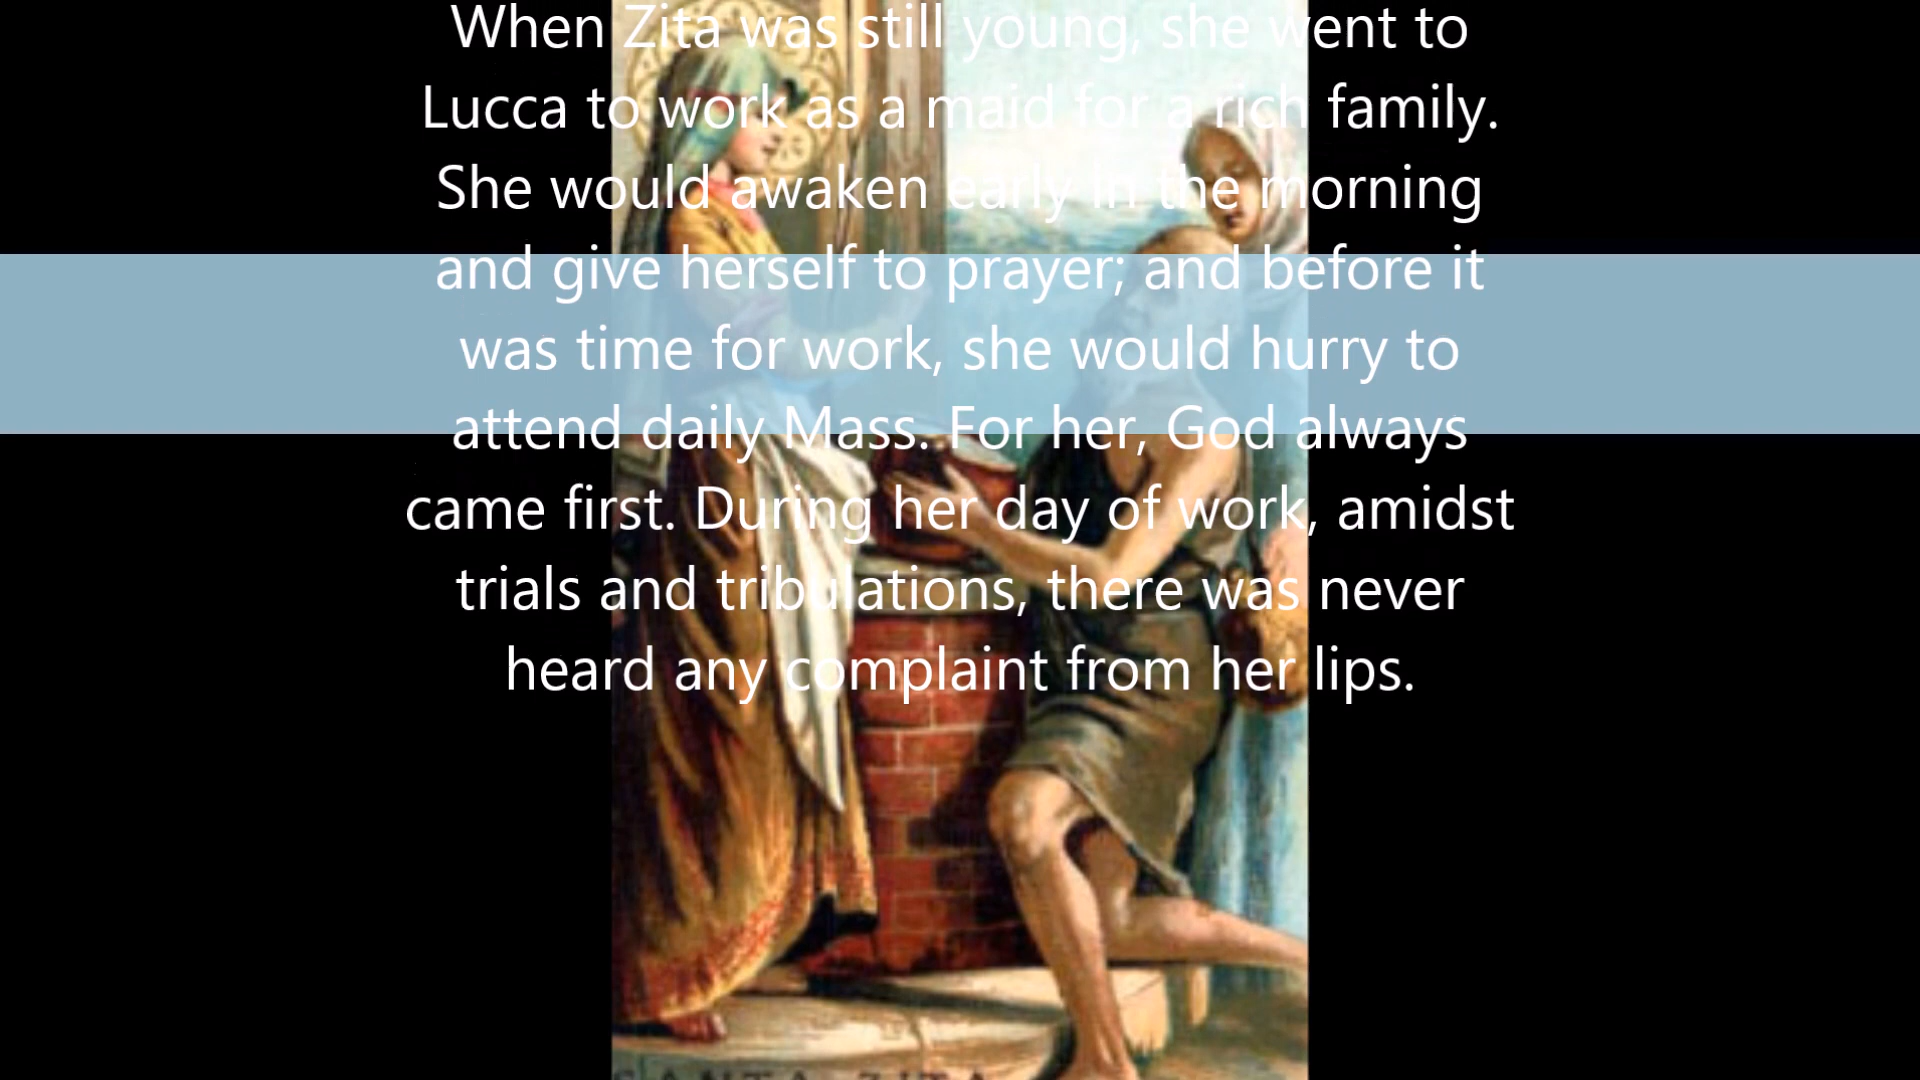 When Zita was still young, she went to
Lucca to work as a maid for a rich family.
She would awaken early in the morning
and give herself to prayer; and before it
was time for work, she would hurry to
attend daily Mass. For her, God always
came first. During her day of work, amidst
trials and tribulations, there was never
heard any complaint from her lips.
SANTA ZITA